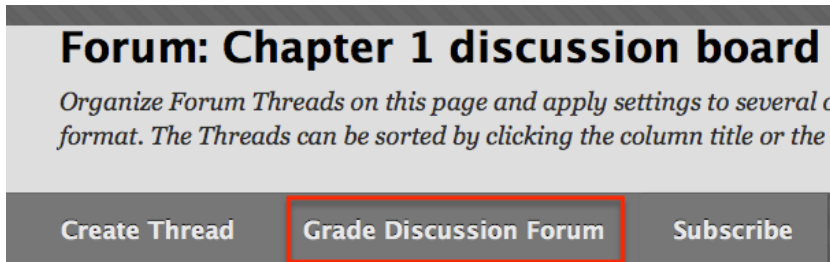 Forum: Chapter 1 discussion board
Organize Forum Threads on this page and apply settings to several
format. The Threads can be sorted by clicking the column title or the
Create Thread Grade Discussion Forum Subscribe